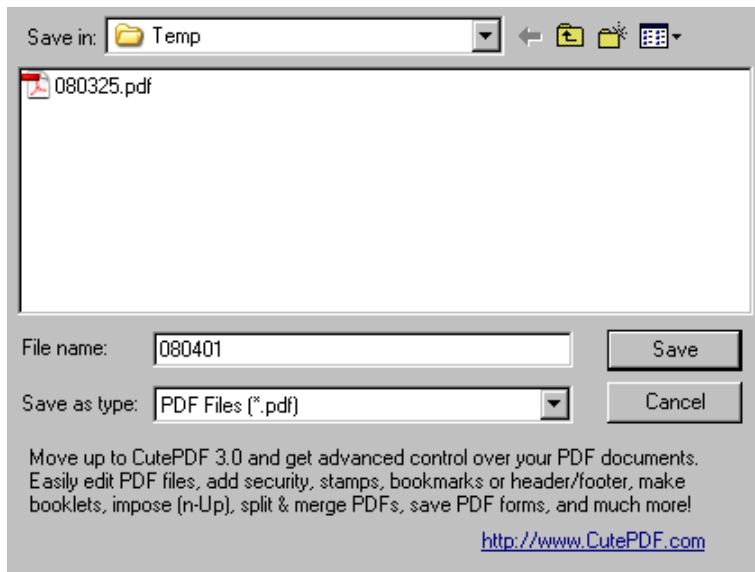 Save in: Temp
080325.pdf
File name: 080401 Save
Save as type: PDF Files (*.pdf) Cancel
Move up to CutePDF 3.0 and get advanced control over your PDF documents.
Easily edit PDF files, add security, stamps, bookmarks or header/footer, make
booklets, impose (n-Up), split & merge PDFs, save PDF forms, and much more!
http://www.CutePDF.com